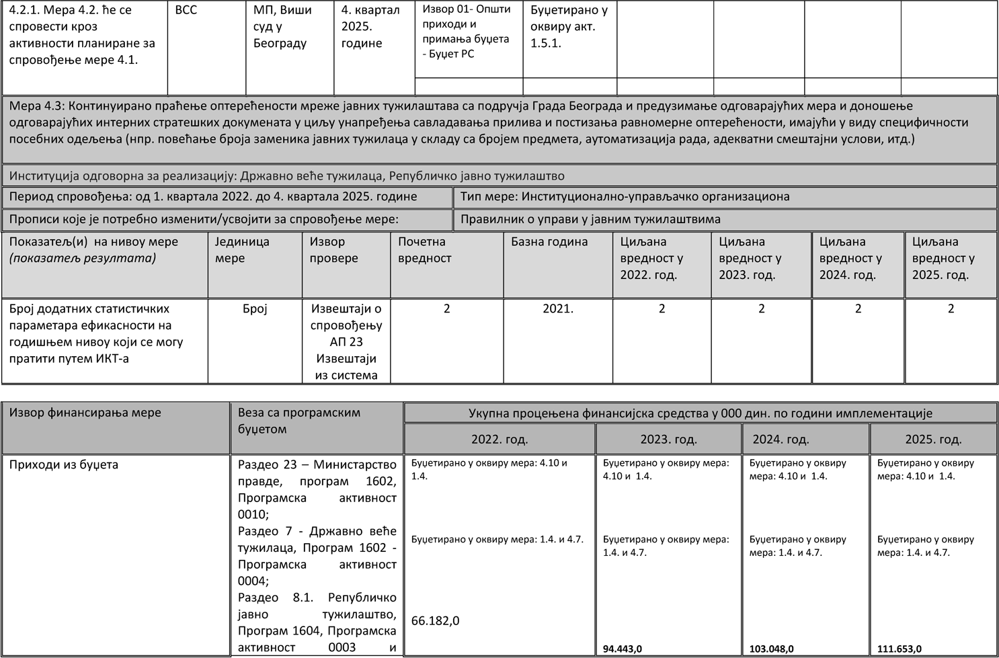 4.2.1. Мера 4.2. ће се
спровести кроз
активности планиране за
спровођење мере 4.1.
ВСС
МП, Виши
суд у
Београду
4. квартал
2025.
године
Извор 01- Општи
приходи и
примања буџета
- Буџет РС
Буџетирано у
оквиру акт.
1.5.1.
Мера 4.3: Континуирано праћење оптерећености мреже јавних тужилаштава са подручја Града Београда и предузимање одговарајућих мера и доношење
одговарајућих интерних стратешких докумената у циљу унапређења савладавања прилива и постизања равномерне оптерећености, имајући у виду специфичности
посебних одељења (нпр. повећање броја заменика јавних тужилаца у складу са бројем предмета, аутоматизација рада, адекватни смештајни услови, итд.)
Институција одговорна за реализацију: Државно веће тужилаца, Републичко јавно тужилаштво
Период спровођења: од 1. квартала 2022. до 4. квартала 2025. године
Тип мере: Институционално-управљачко организациона
Прописи које је потребно изменити/усвојити за спровођење мере:
Правилник о управи у јавним тужилаштвима
Показатељ(и) на нивоу мере
(показатељ резултата)
Јединица
мере
Извор
провере
Почетна
вредност
Базна година
Циљана
вредност у
2022. год.
Циљана
вредност у
2023. год.
Циљана
вредност у
2024. год.
Циљана
вредност у
2025. год.
Број додатних статистичких
параметара ефикасности на
годишњем нивоу који се могу
пратити путем ИКТ-а
Број
Извештаји о
спровођењу
АП 23
Извештаји
из система
2
2021.
2
2
2
2
Извор финансирања мере
Веза са програмским
буџетом
Укупна процењена финансијска средства у 000 дин. по години имплементације
2022. год.
2023. год.
2024. год.
2025. год.
Приходи из буџета
Раздео 23 – Министарство
правде, програм 1602,
Програмска активност
0010;
Раздео 7 - Државно веће
тужилаца, Програм 1602 -
Програмска активност
0004;
Раздео 8.1. Републичко
јавно тужилаштво,
Програм 1604, Програмска
активност 0003 и
Буџетирано у оквиру мера: 4.10 и
1.4.
Буџетирано у оквиру мера: 1.4. и 4.7.
66.182,0
Буџетирано у оквиру мера:
4.10 и 1.4.
Буџетирано у оквиру мера:
1.4. и 4.7.
94.443,0
Буџетирано у оквиру
мера: 4.10 и 1.4.
Буџетирано у оквиру
мера: 1.4. и 4.7.
103.048,0
Буџетирано у оквиру
мера: 4.10 и 1.4.
Буџетирано у оквиру
мера: 1.4. и 4.7.
111.653,0